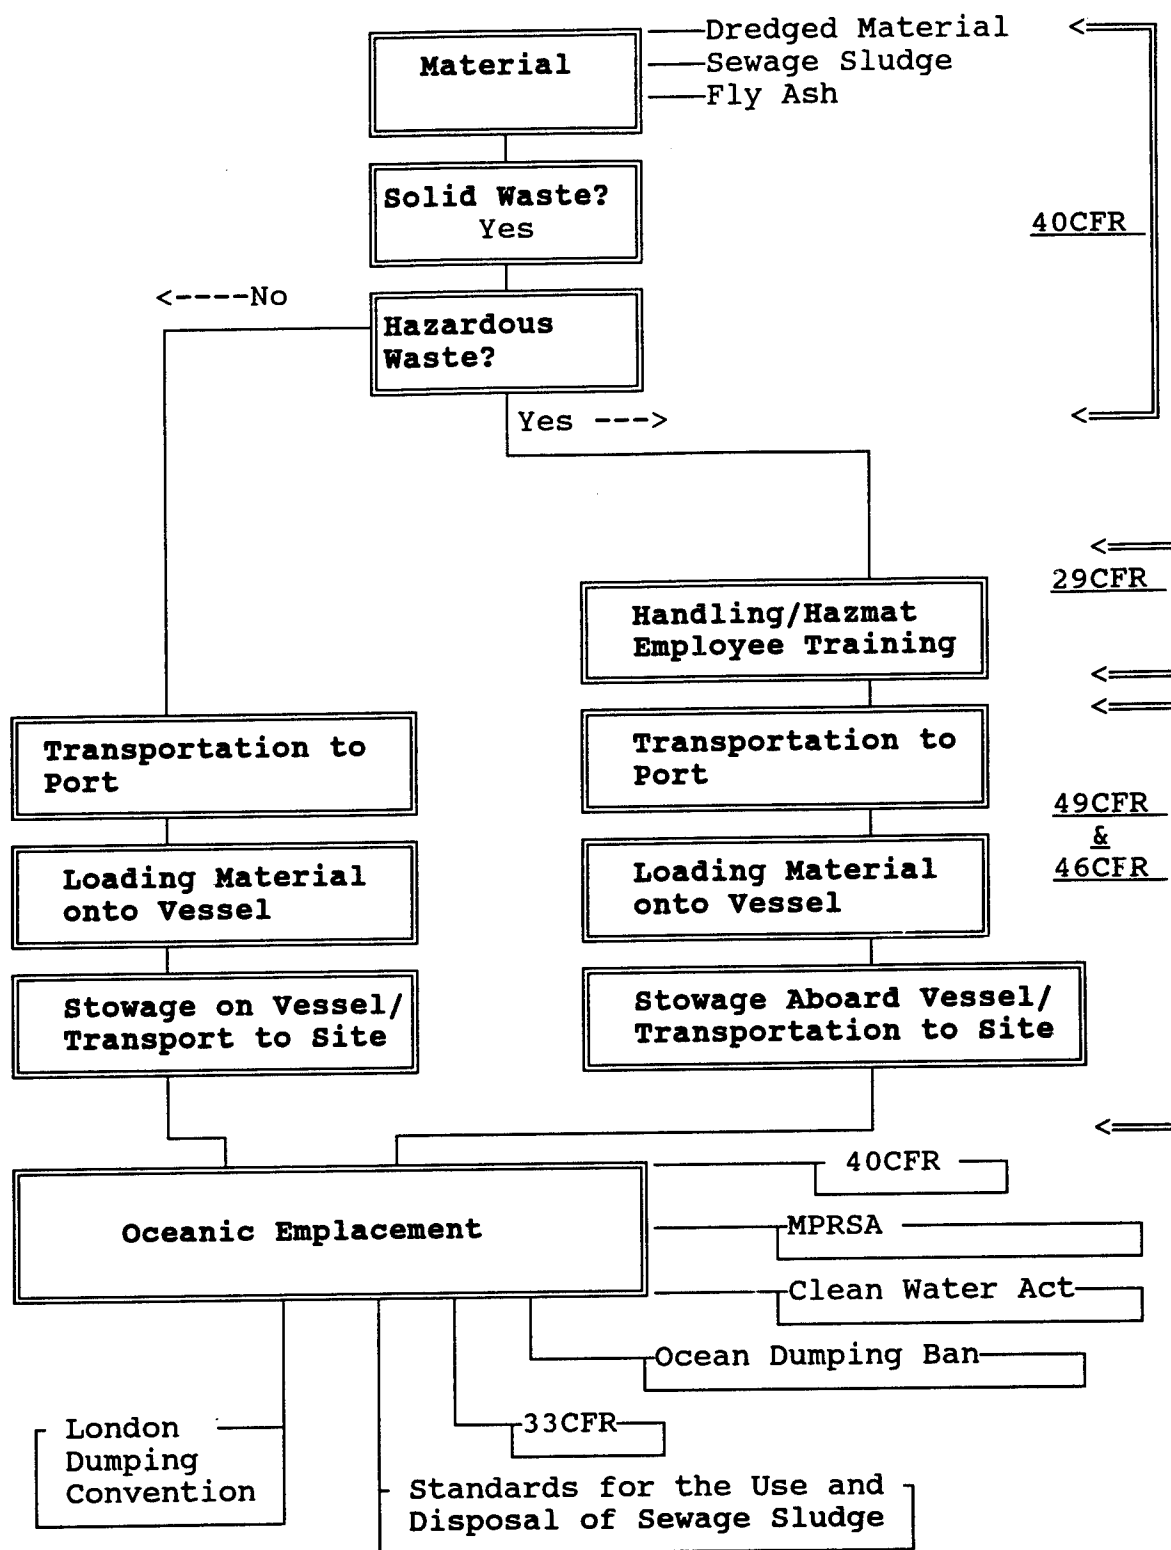 Material
Dredged Material
Sewage Sludge
Fly Ash
Solid Waste?
Yes
40CFR
<----No
Hazardous
Waste?
Yes --->
29CFR
Handling/Hazmat
Employee Training
Transportation to
Port
Transportation to
Port
49CFR
&
46CFR
Loading Material
onto Vessel
Loading Material
onto Vessel
Stowage on Vessel/
Transport to Site
Stowage Aboard Vessel/
Transportation to Site
Oceanic Emplacement
40CFR
MPRSA
Clean Water Act
Ocean Dumping Ban
33CFR
London
Dumping
Convention
Standards for the Use and
Disposal of Sewage Sludge